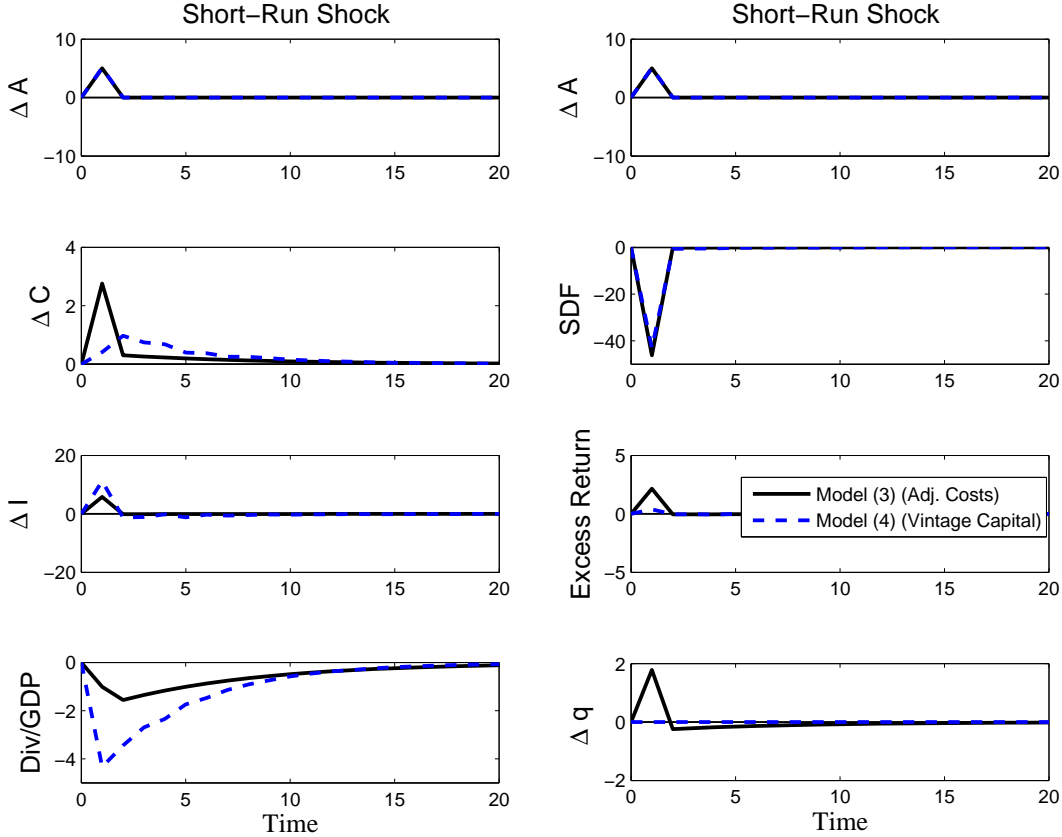 Short−Run Shock
Short−Run Shock
Δ A
10
0
−10
0 5 10 15 20
Δ A
10
0
−10
0 5 10 15 20
Δ C
4
2
0
0 5 10 15 20
SDF
0
−20
−40
0 5 10 15 20
Δ I
20
0
−20
0 5 10 15 20
Excess Return
5
0
−5
0 5 10 15 20
Model (3) (Adj. Costs)
Model (4) (Vintage Capital)
Div/GDP
0
−2
−4
0 5 10 15 20
Time
Δ q
2
0
−2
0 5 10 15 20
Time